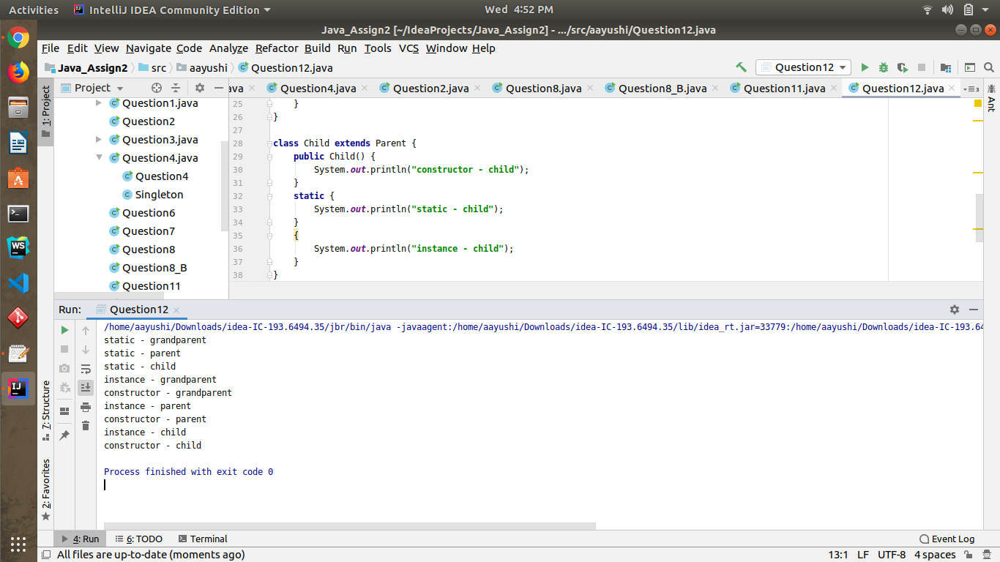 Activities IntelliJ IDEA Community Edition Wed 4:52 PM
Java_Assign2 [~/IdeaProjects/Java_Assign2] - .../src/aayushi/Question12.java
File Edit View Navigate Code Analyze Refactor Build Run Tools VCS Window Help
Java_Assign2 src aayushi Question12.java Question12
1: Project
Project
ava Question4.java Question2.java Question8.java Question8_B.java Question11.java Question12.java
Ant
Question1.java
Question2
Question3.java
Question4.java
Question4
Singleton
Question6
Question7
Question8
Question8_B
Question11
25 }
26 }
27
28 class Child extends Parent {
29 public Child() {
30 System.out.println("constructor - child");
31 }
32 static {
33 System.out.println("static - child");
34 }
35 {
36 System.out.println("instance - child");
37 }
38 }
Run: Question12
/home/aayushi/Downloads/idea-IC-193.6494.35/jbr/bin/java -javaagent:/home/aayushi/Downloads/idea-IC-193.6494.35/lib/idea_rt.jar=33779:/home/aayushi/Downloads/idea-IC-193.64
static - grandparent
static - parent
static - child
instance - grandparent
constructor - grandparent
instance - parent
constructor - parent
instance - child
constructor - child
Process finished with exit code 0
7: Structure
2: Favorites
4: Run 6: TODO Terminal Event Log
All files are up-to-date (moments ago) 13:1 LF UTF-8 4 spaces